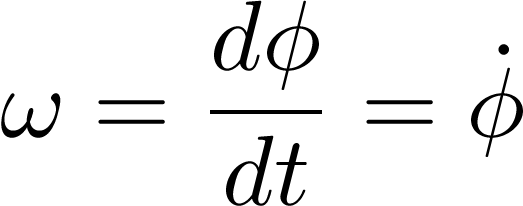 ω = dϕ/dt = ϕ̇